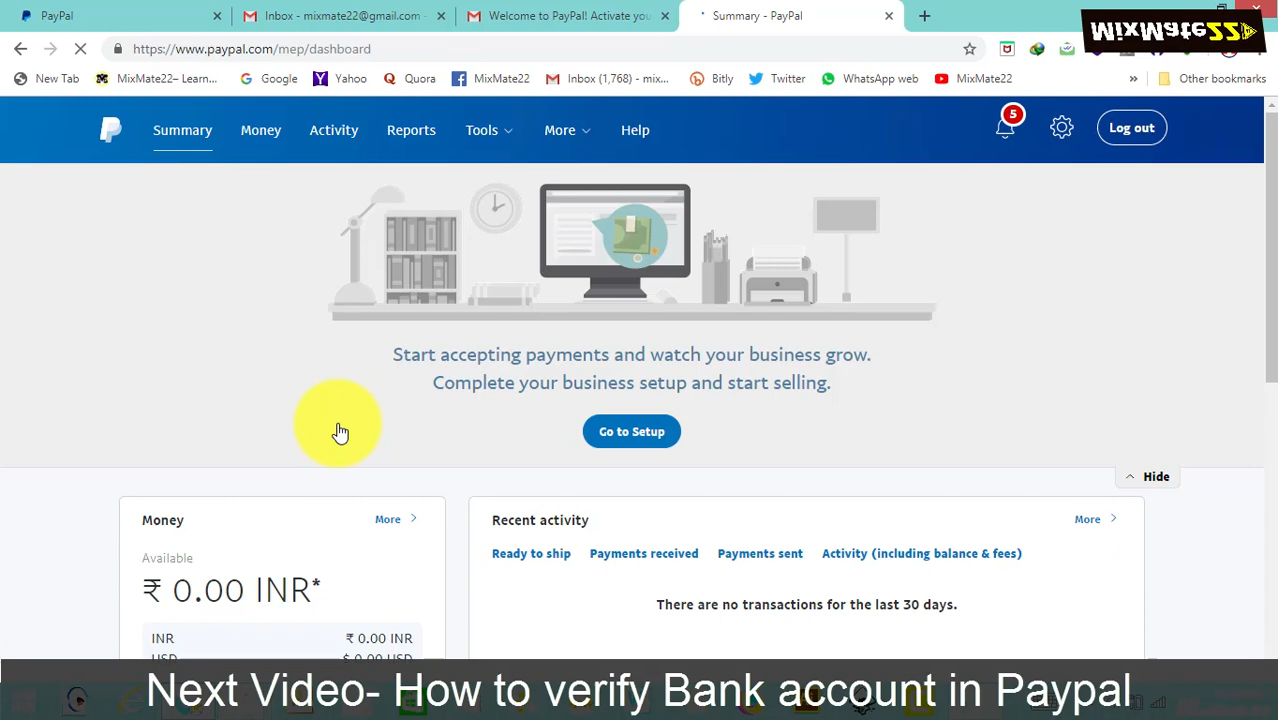 PayPal
Inbox - mixmate22@gmail.com -
Welcome to PayPal! Activate you
Summary - PayPal
MixMate22
https://www.paypal.com/mep/dashboard
New Tab
MixMate22– Learn...
Google
Yahoo
Quora
MixMate22
Inbox (1,768) - mix...
Bitly
Twitter
WhatsApp web
MixMate22
Other bookmarks
Summary
Money
Activity
Reports
Tools
More
Help
5
Log out
Start accepting payments and watch your business grow.
Complete your business setup and start selling.
Go to Setup
Hide
Money
More
Available
₹ 0.00 INR*
INR ₹ 0.00 INR
USD $ 0.00 USD
Recent activity
More
Ready to ship
Payments received
Payments sent
Activity (including balance & fees)
There are no transactions for the last 30 days.
Next Video- How to verify Bank account in Paypal